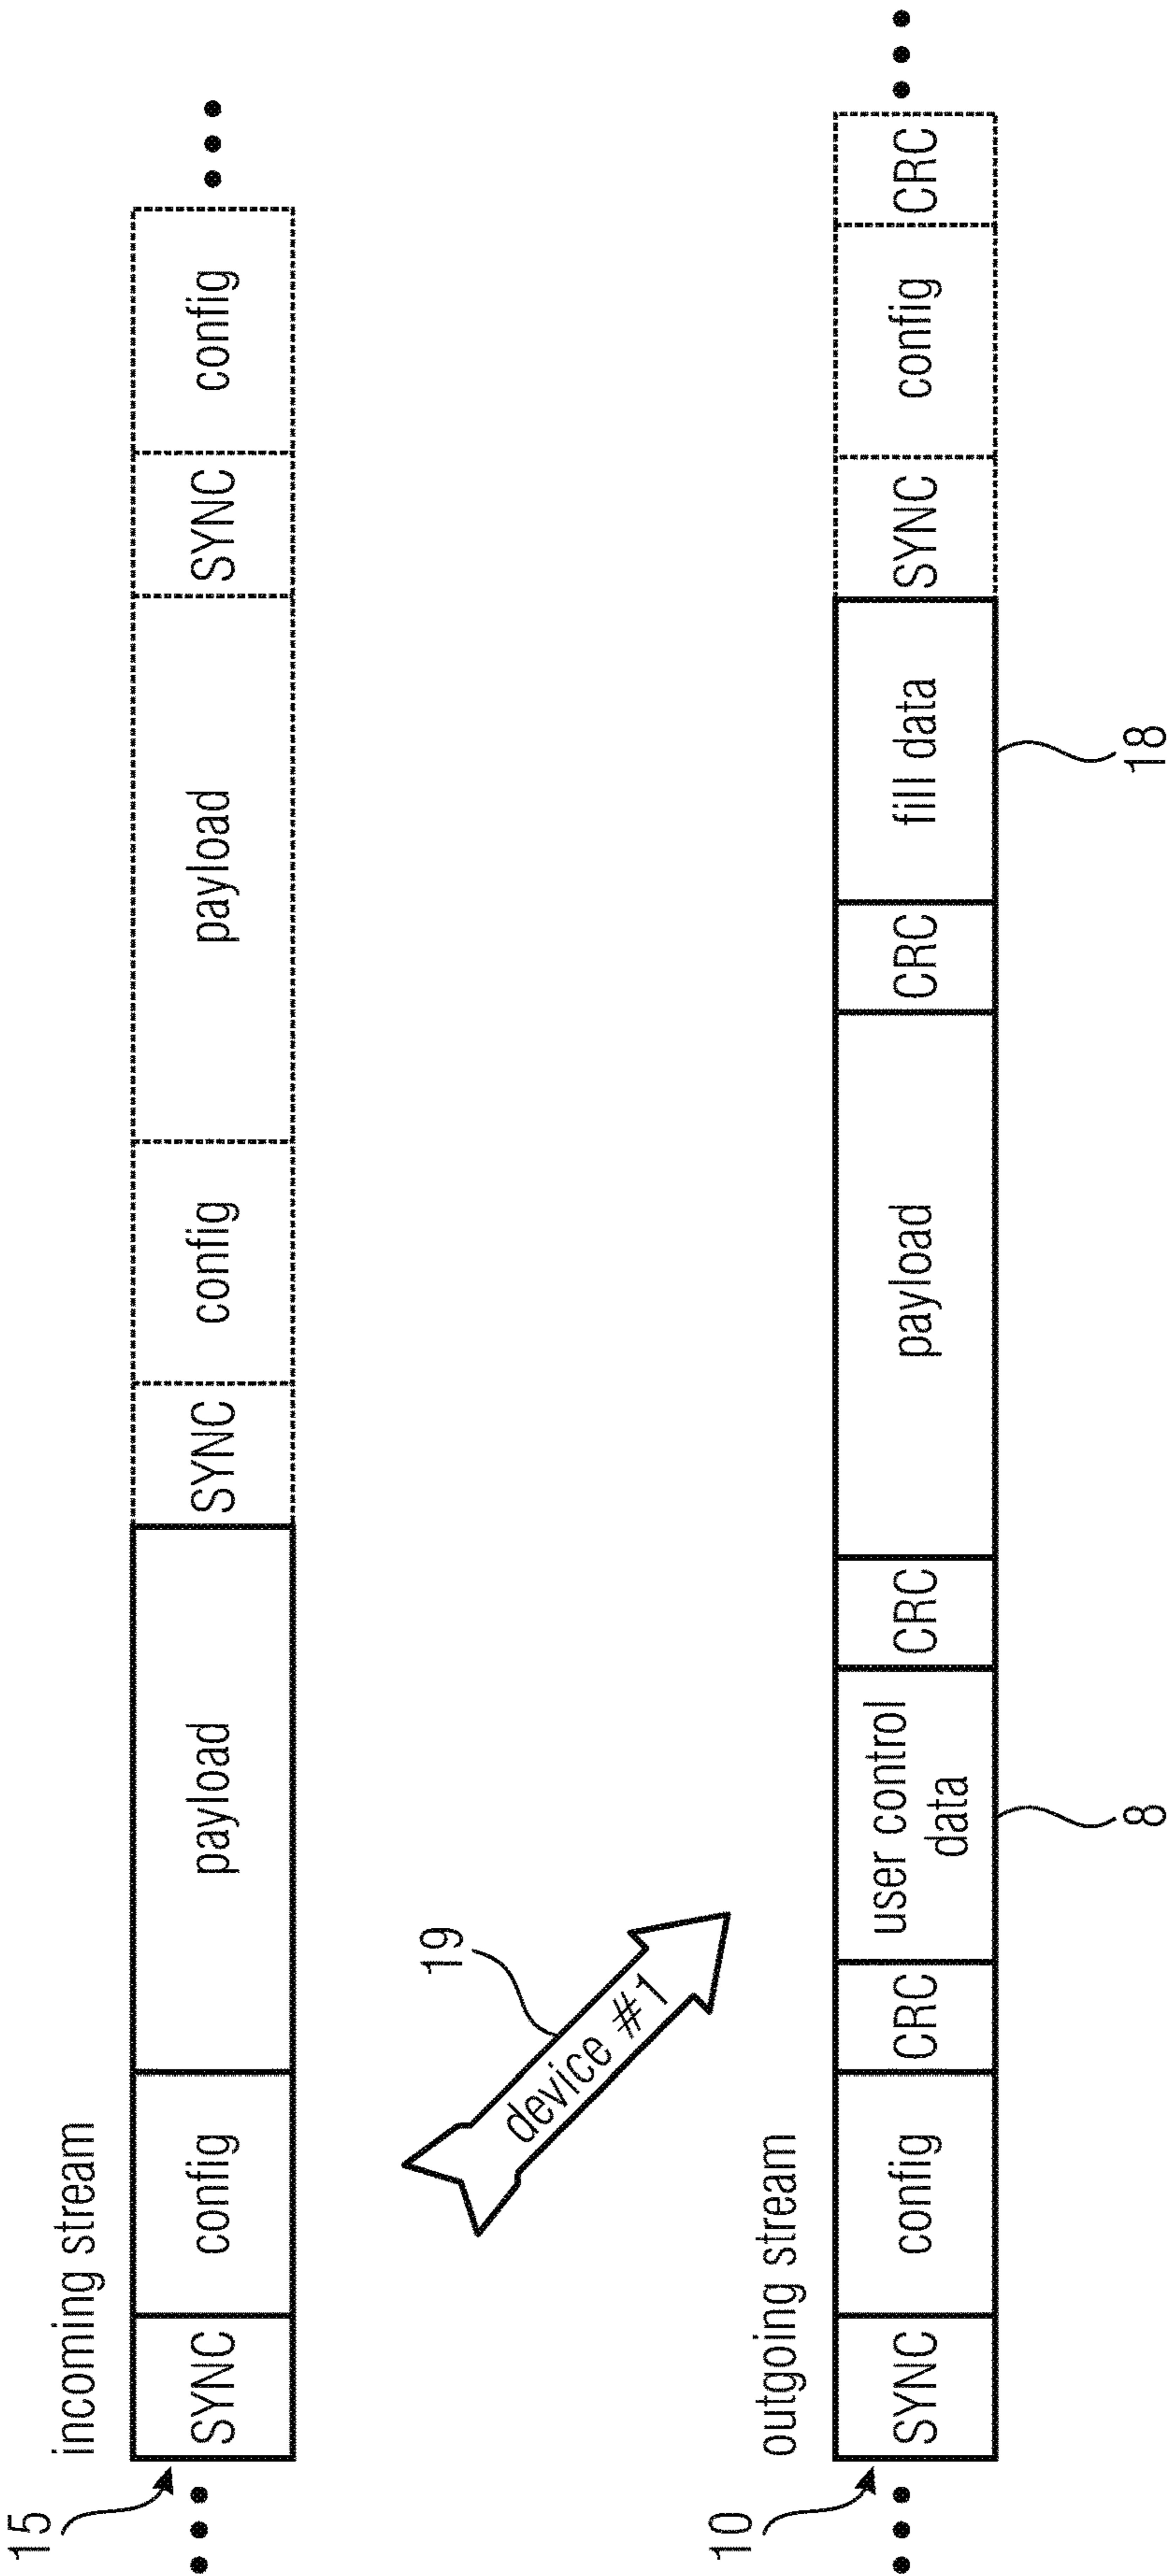 incoming stream
15
SYNC
config
payload
SYNC
config
payload
SYNC
config
19
device #1
outgoing stream
10
SYNC
config
CRC
user control
data
CRC
payload
CRC
fill data
SYNC
config
CRC
8
18